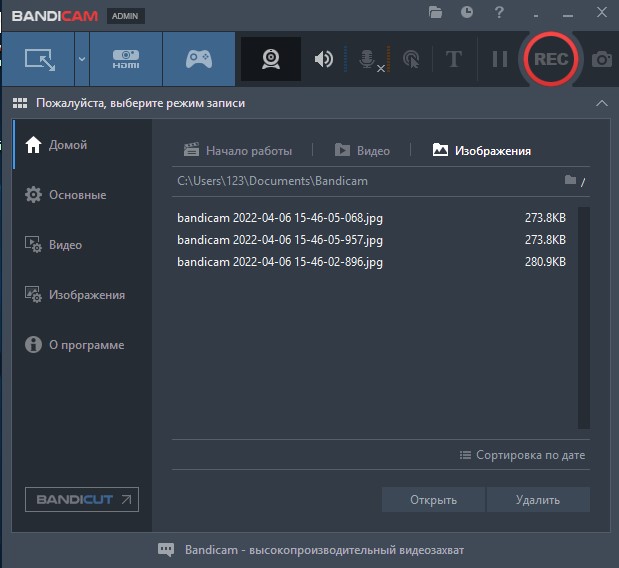 BANDICAM ADMIN
HDMI T REC
Пожалуйста, выберите режим записи
Домой
Основные
Видео
Изображения
О программе
BANDICUT
Начало работы Видео Изображения
C:\Users\123\Documents\Bandicam /
bandicam 2022-04-06 15-46-05-068.jpg 273.8KB
bandicam 2022-04-06 15-46-05-957.jpg 273.8KB
bandicam 2022-04-06 15-46-02-896.jpg 280.9KB
Сортировка по дате
Открыть Удалить
Bandicam - высокопроизводительный видеозахват